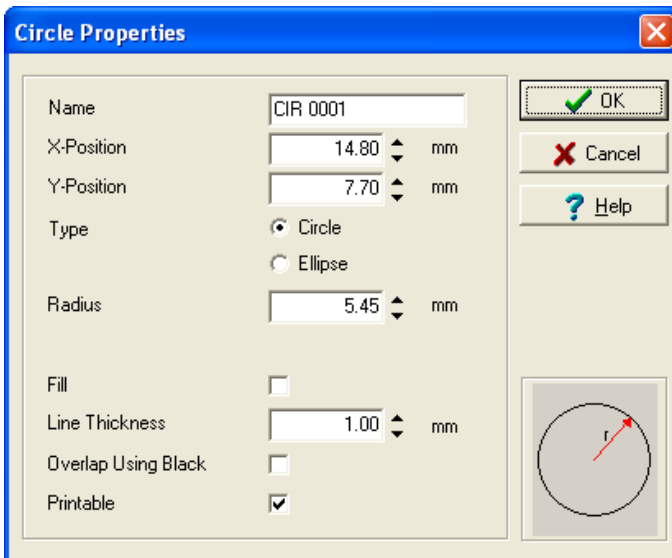 Circle Properties
Name CIR 0001
X-Position 14.80 mm
Y-Position 7.70 mm
Type Circle
Ellipse
Radius 5.45 mm
Fill
Line Thickness 1.00 mm
Overlap Using Black
Printable
OK
Cancel
Help
r